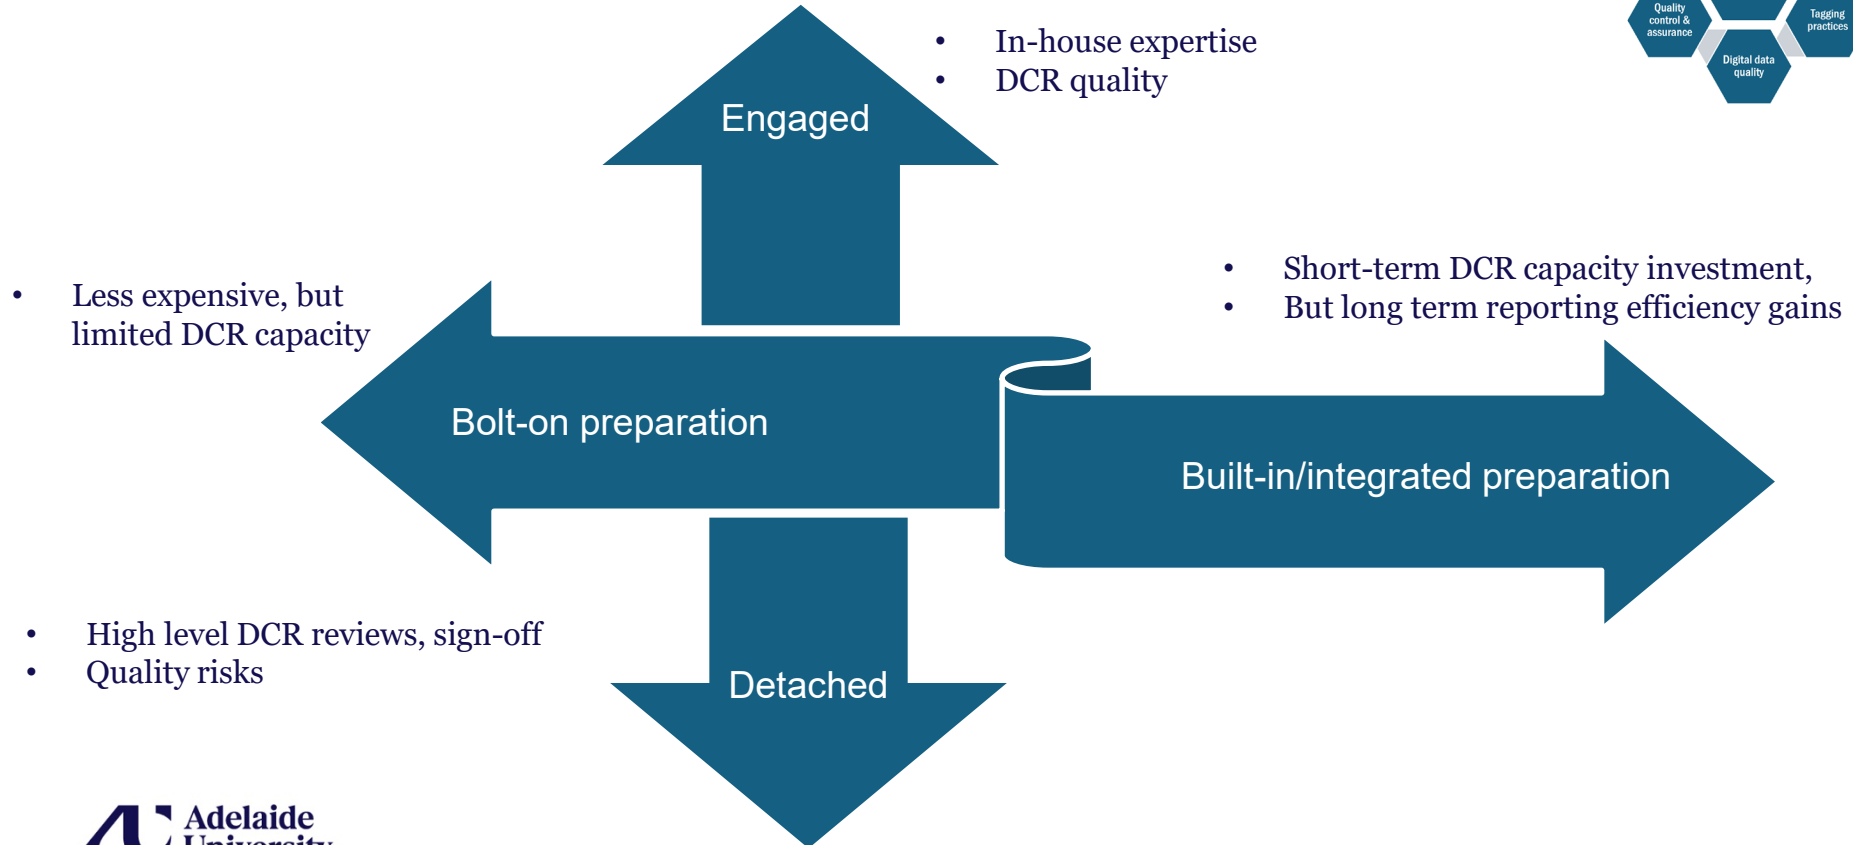 Quality
control &
assurance
Tagging
practices
Digital data
quality
• In-house expertise
• DCR quality
Engaged
• Less expensive, but
limited DCR capacity
• Short-term DCR capacity investment,
• But long term reporting efficiency gains
Bolt-on preparation
Built-in/integrated preparation
• High level DCR reviews, sign-off
• Quality risks
Detached
Adelaide
University